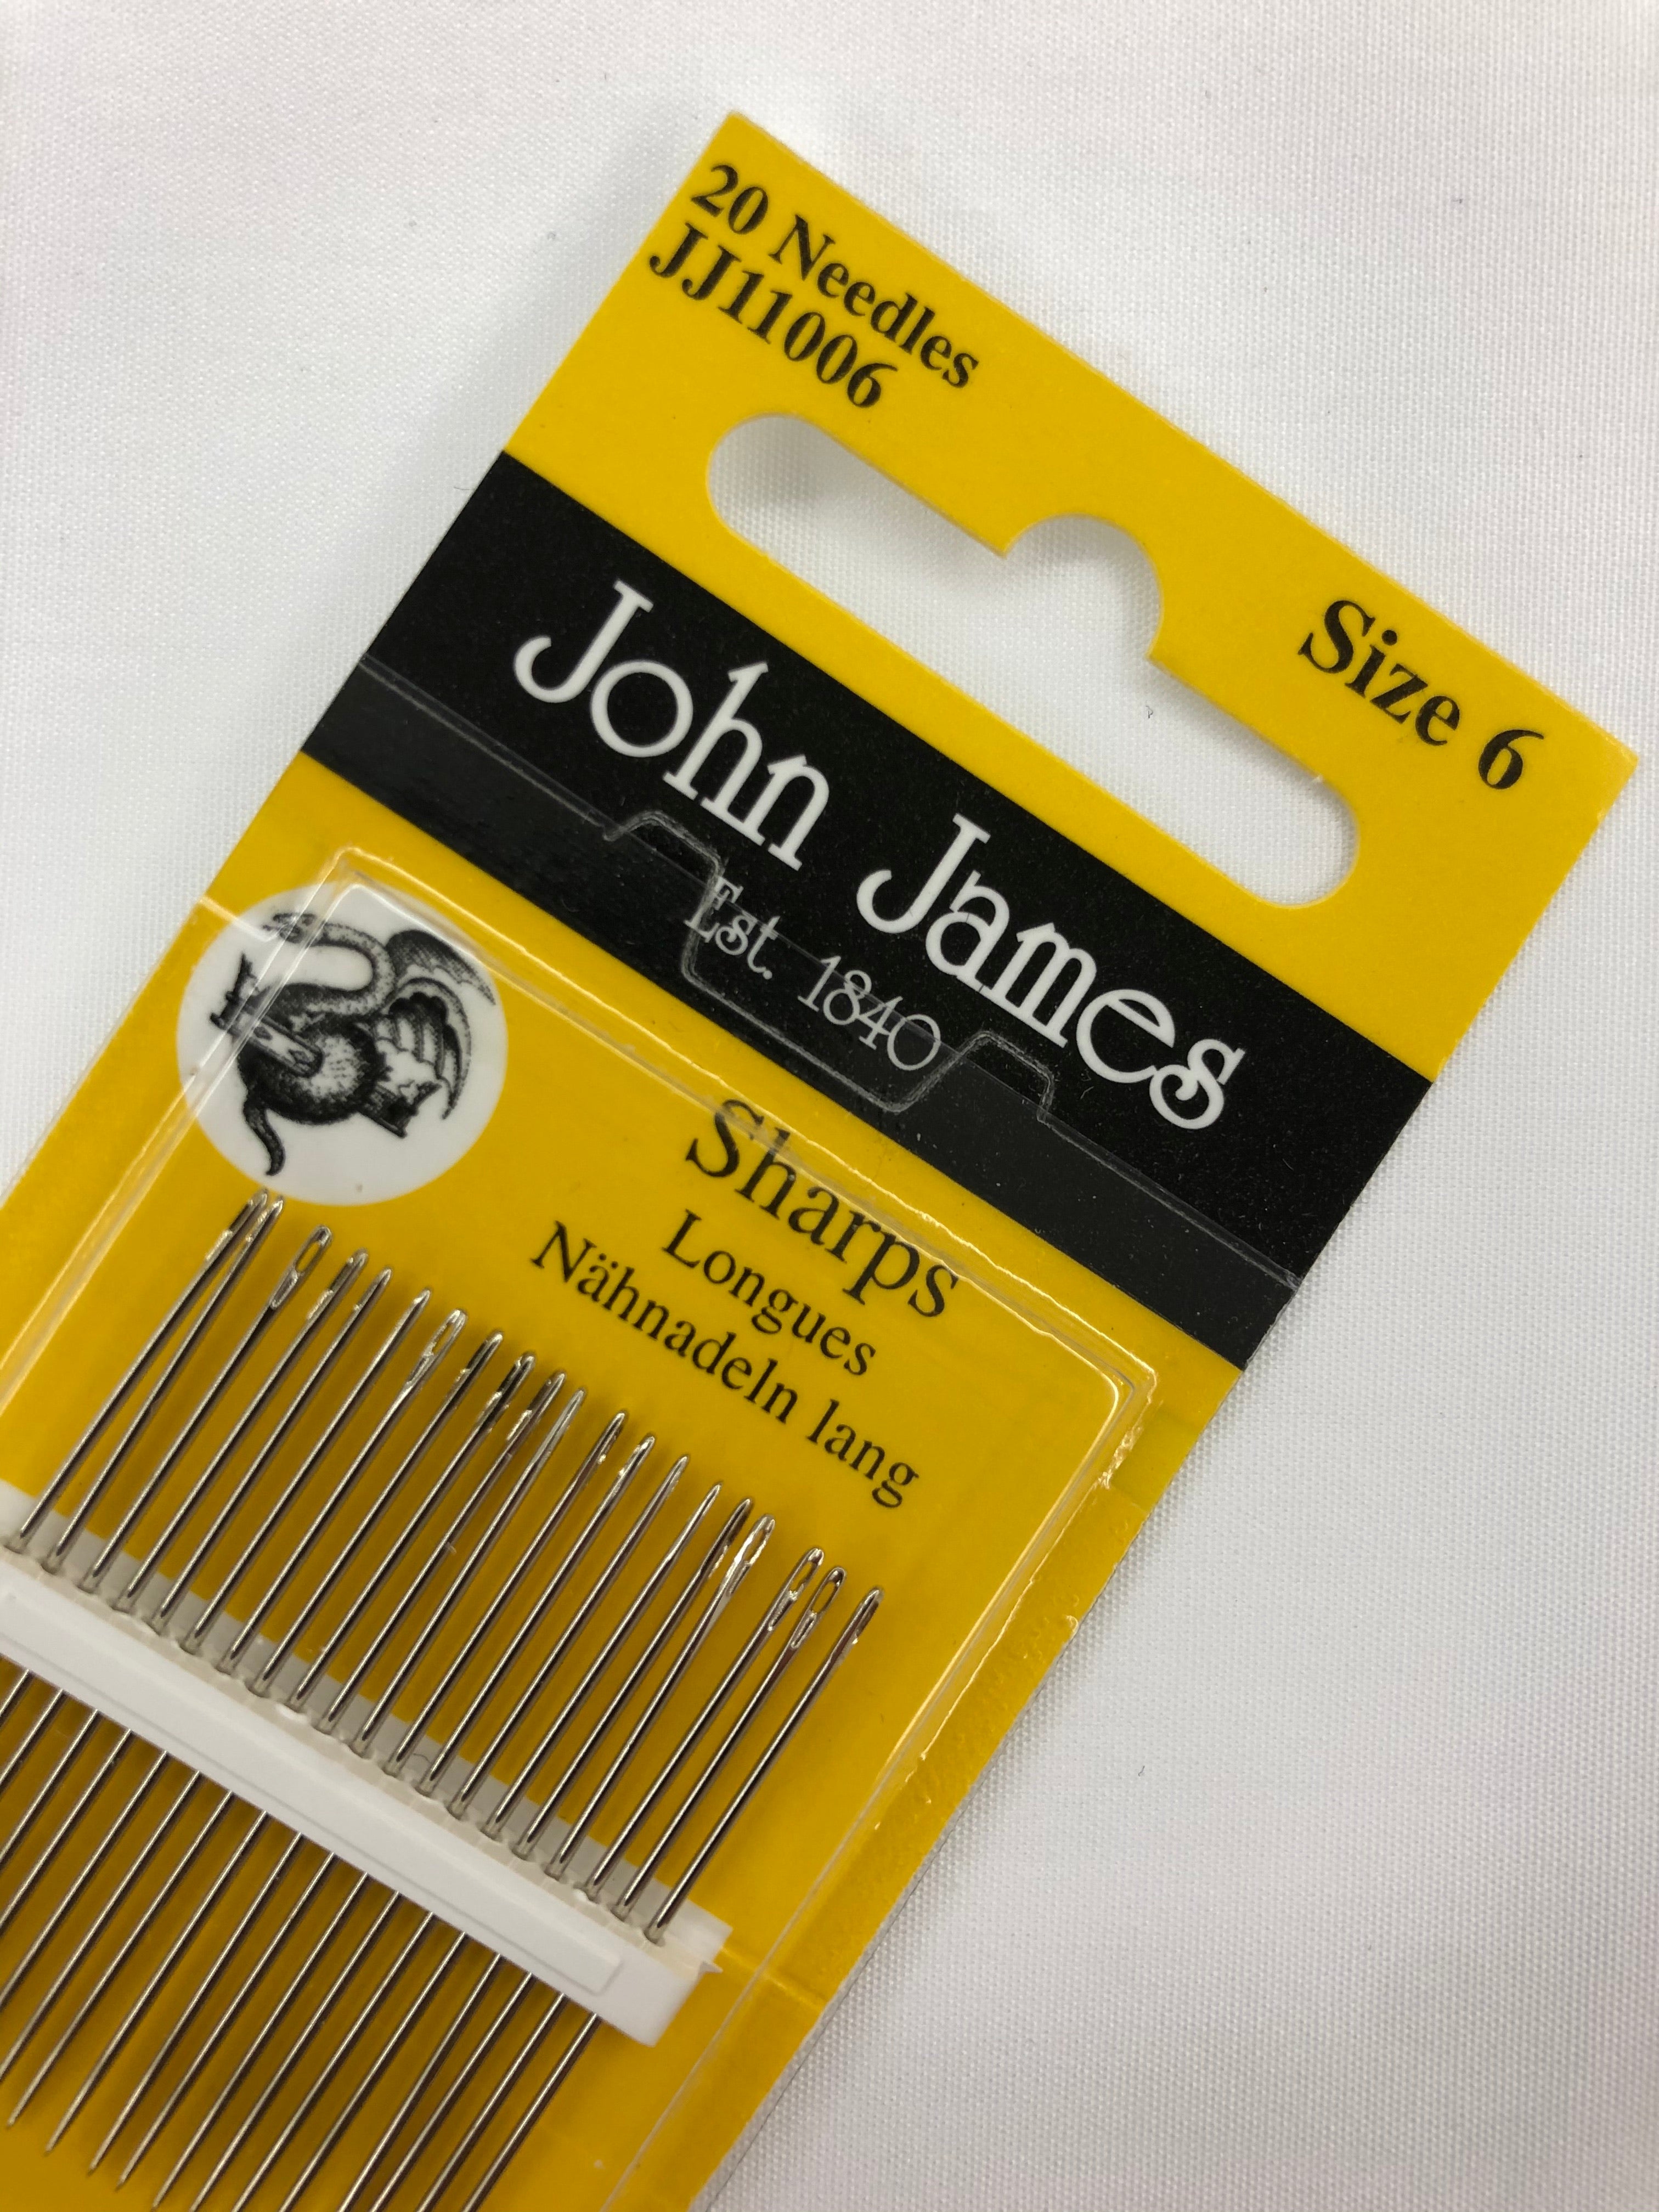 20 Needles
JJ11006
Size 6
John James
Est. 1840
Sharps
Longues
Nähnadeln lang